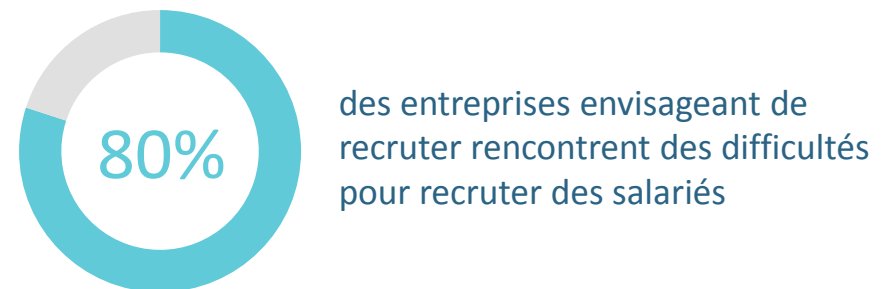 80%
des entreprises envisageant de
recruter rencontrent des difficultés
pour recruter des salariés